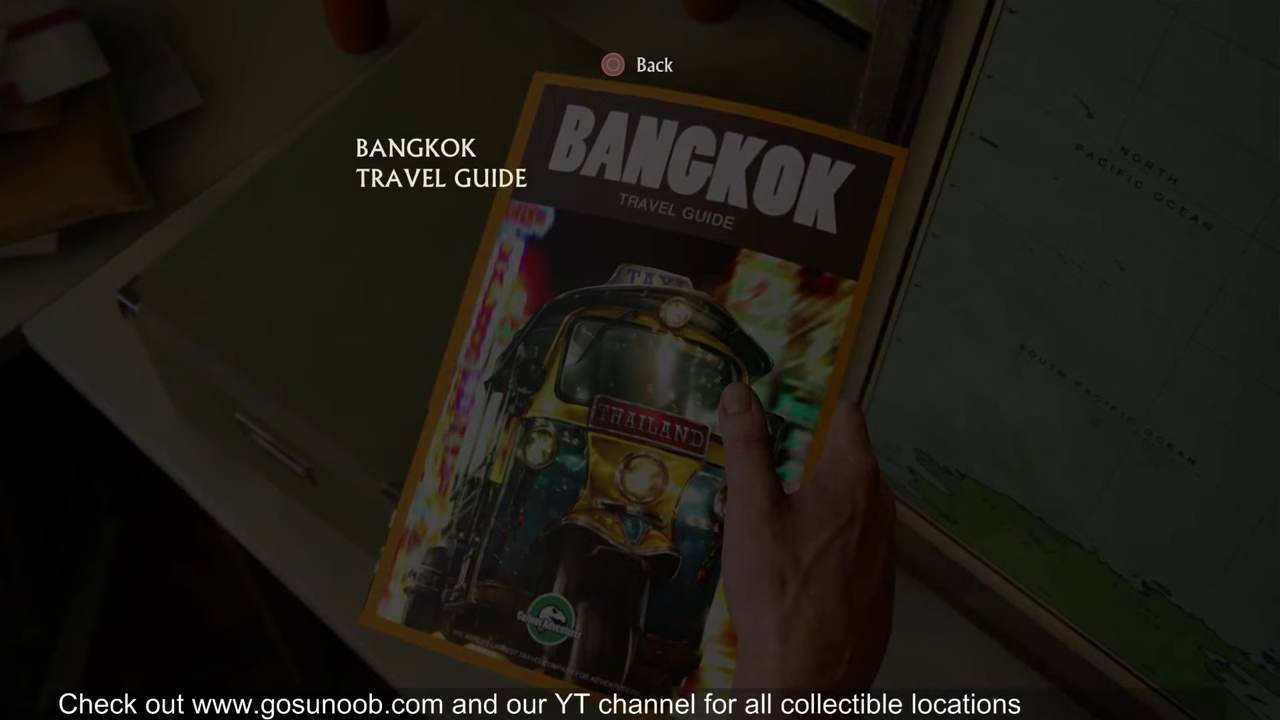 Back
BANGKOK
TRAVEL GUIDE
BANGKOK
TRAVEL GUIDE
TAXI
THAILAND
NORTH
PACIFIC OCEAN
SOUTH PACIFIC OCEAN
Check out www.gosunoob.com and our YT channel for all collectible locations